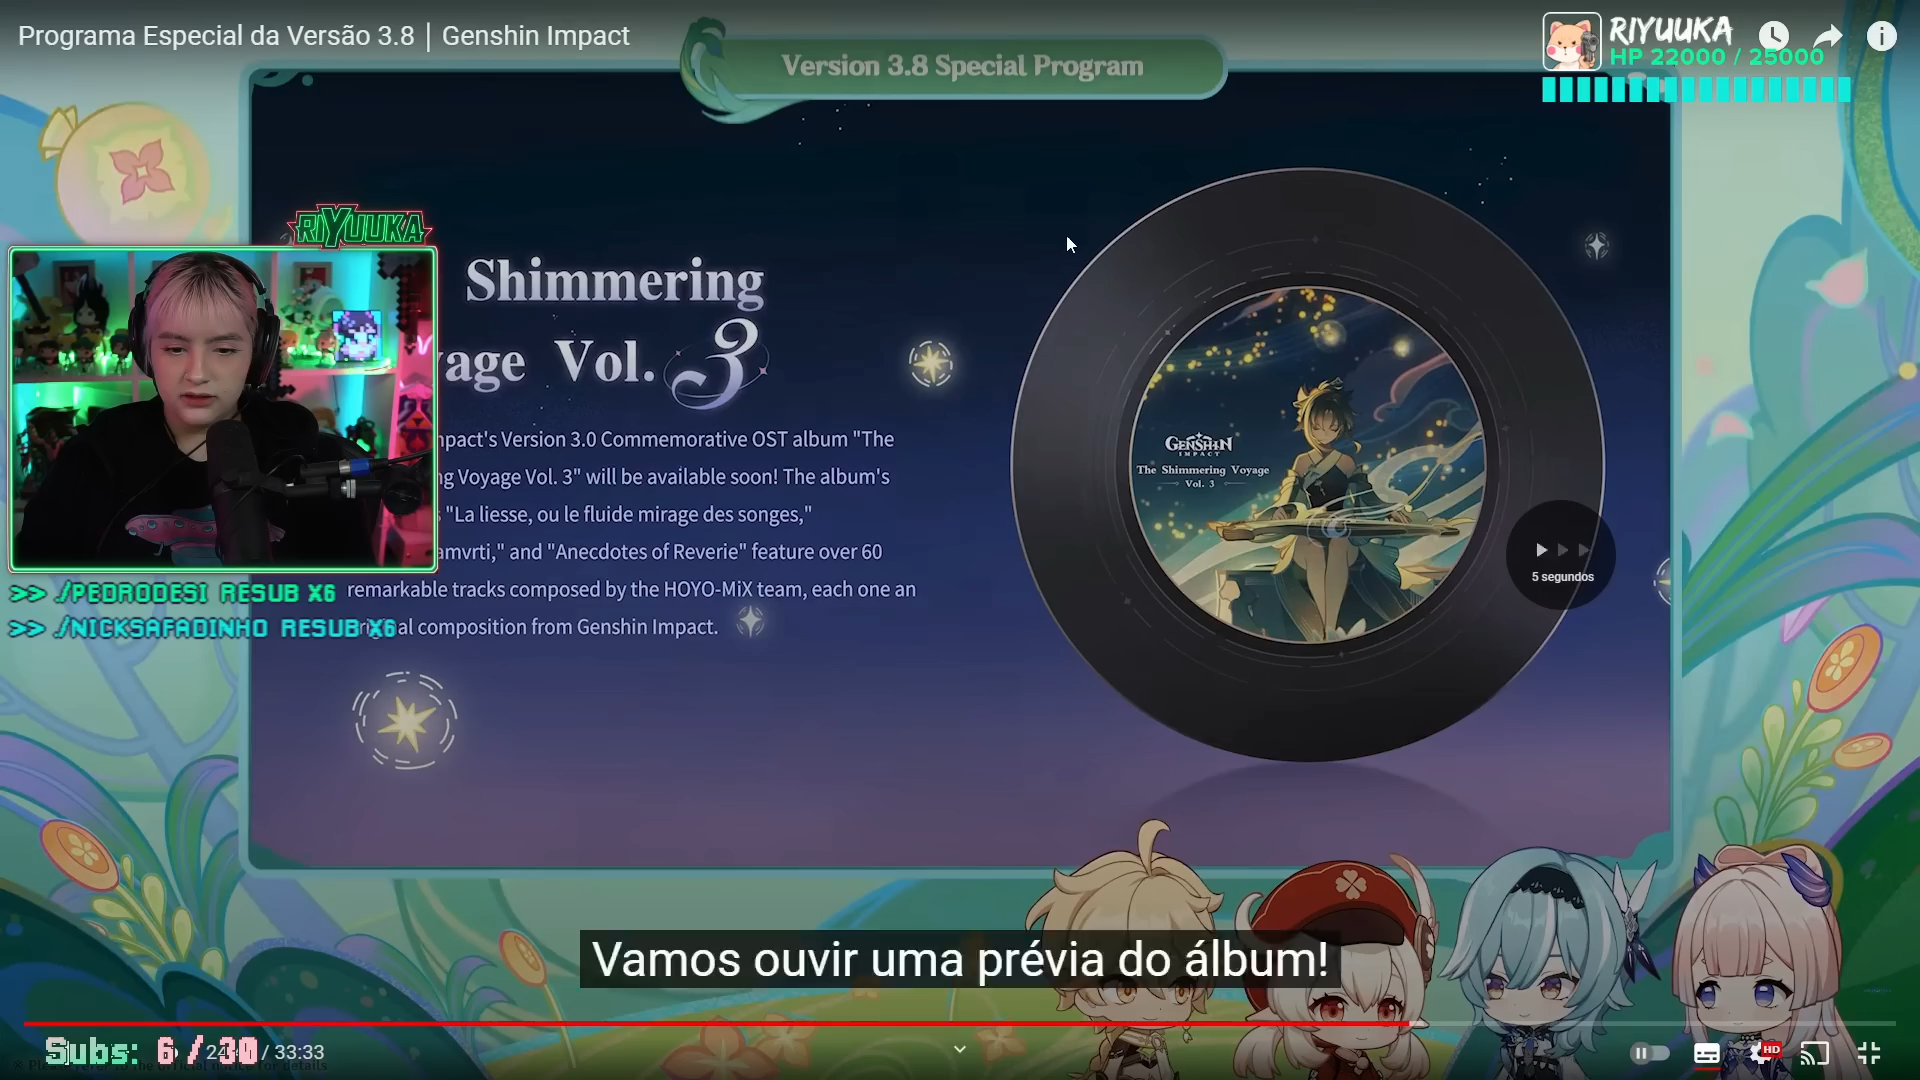 Programa Especial da Versão 3.8 | Genshin Impact
Version 3.8 Special Program
RIYUUKA
HP 22000 / 25000
RIYUUKA
Shimmering
yage Vol. 3
mpact's Version 3.0 Commemorative OST album "The
ng Voyage Vol. 3" will be available soon! The album's
"La liesse, ou le fluide mirage des songes,"
amvrti," and "Anecdotes of Reverie" feature over 60
remarkable tracks composed by the HOYO-MiX team, each one an
al composition from Genshin Impact.
>> ./PEDRODESI RESUB X6
>> ./NICKSAFADINHO RESUB X6
GENSHIN
IMPACT
The Shimmering Voyage
Vol. 3
5 segundos
Vamos ouvir uma prévia do álbum!
Subs: 6 / 30
/ 33:33
HD